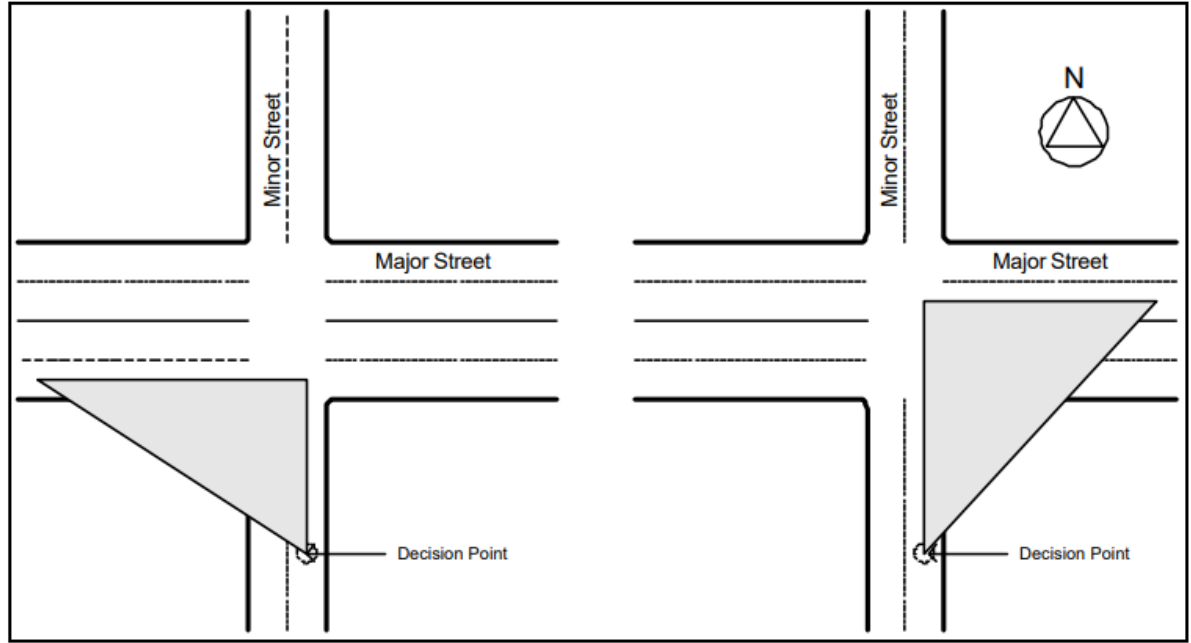 N
Minor Street
Minor Street
Major Street
Major Street
Decision Point
Decision Point